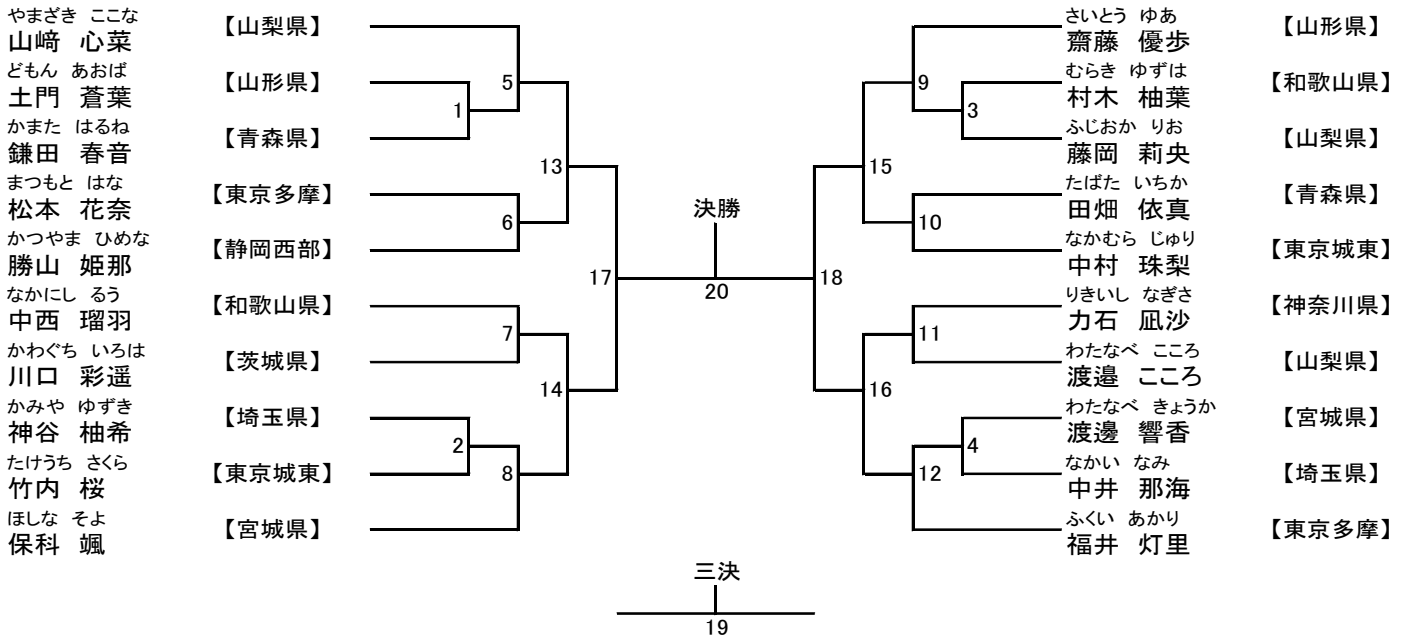 やまざき ここな
山﨑 心菜 【山梨県】
どもん あおば
土門 蒼葉 【山形県】
かまた はるね
鎌田 春音 【青森県】
まつもと はな
松本 花奈 【東京多摩】
かつやま ひめな
勝山 姫那 【静岡西部】
なかにし るう
中西 瑠羽 【和歌山県】
かわぐち いろは
川口 彩遥 【茨城県】
かみや ゆずき
神谷 柚希 【埼玉県】
たけうち さくら
竹内 桜 【東京城東】
ほしな そよ
保科 颯 【宮城県】
1
2
5
6
7
8
13
14
17
決勝
20
三決
19
18
15
16
9
10
11
12
3
4
さいとう ゆあ
齋藤 優歩 【山形県】
むらき ゆずは
村木 柚葉 【和歌山県】
ふじおか りお
藤岡 莉央 【山梨県】
たばた いちか
田畑 依真 【青森県】
なかむら じゅり
中村 珠梨 【東京城東】
りきいし なぎさ
力石 凪沙 【神奈川県】
わたなべ こころ
渡邉 こころ 【山梨県】
わたなべ きょうか
渡邊 響香 【宮城県】
なかい なみ
中井 那海 【埼玉県】
ふくい あかり
福井 灯里 【東京多摩】